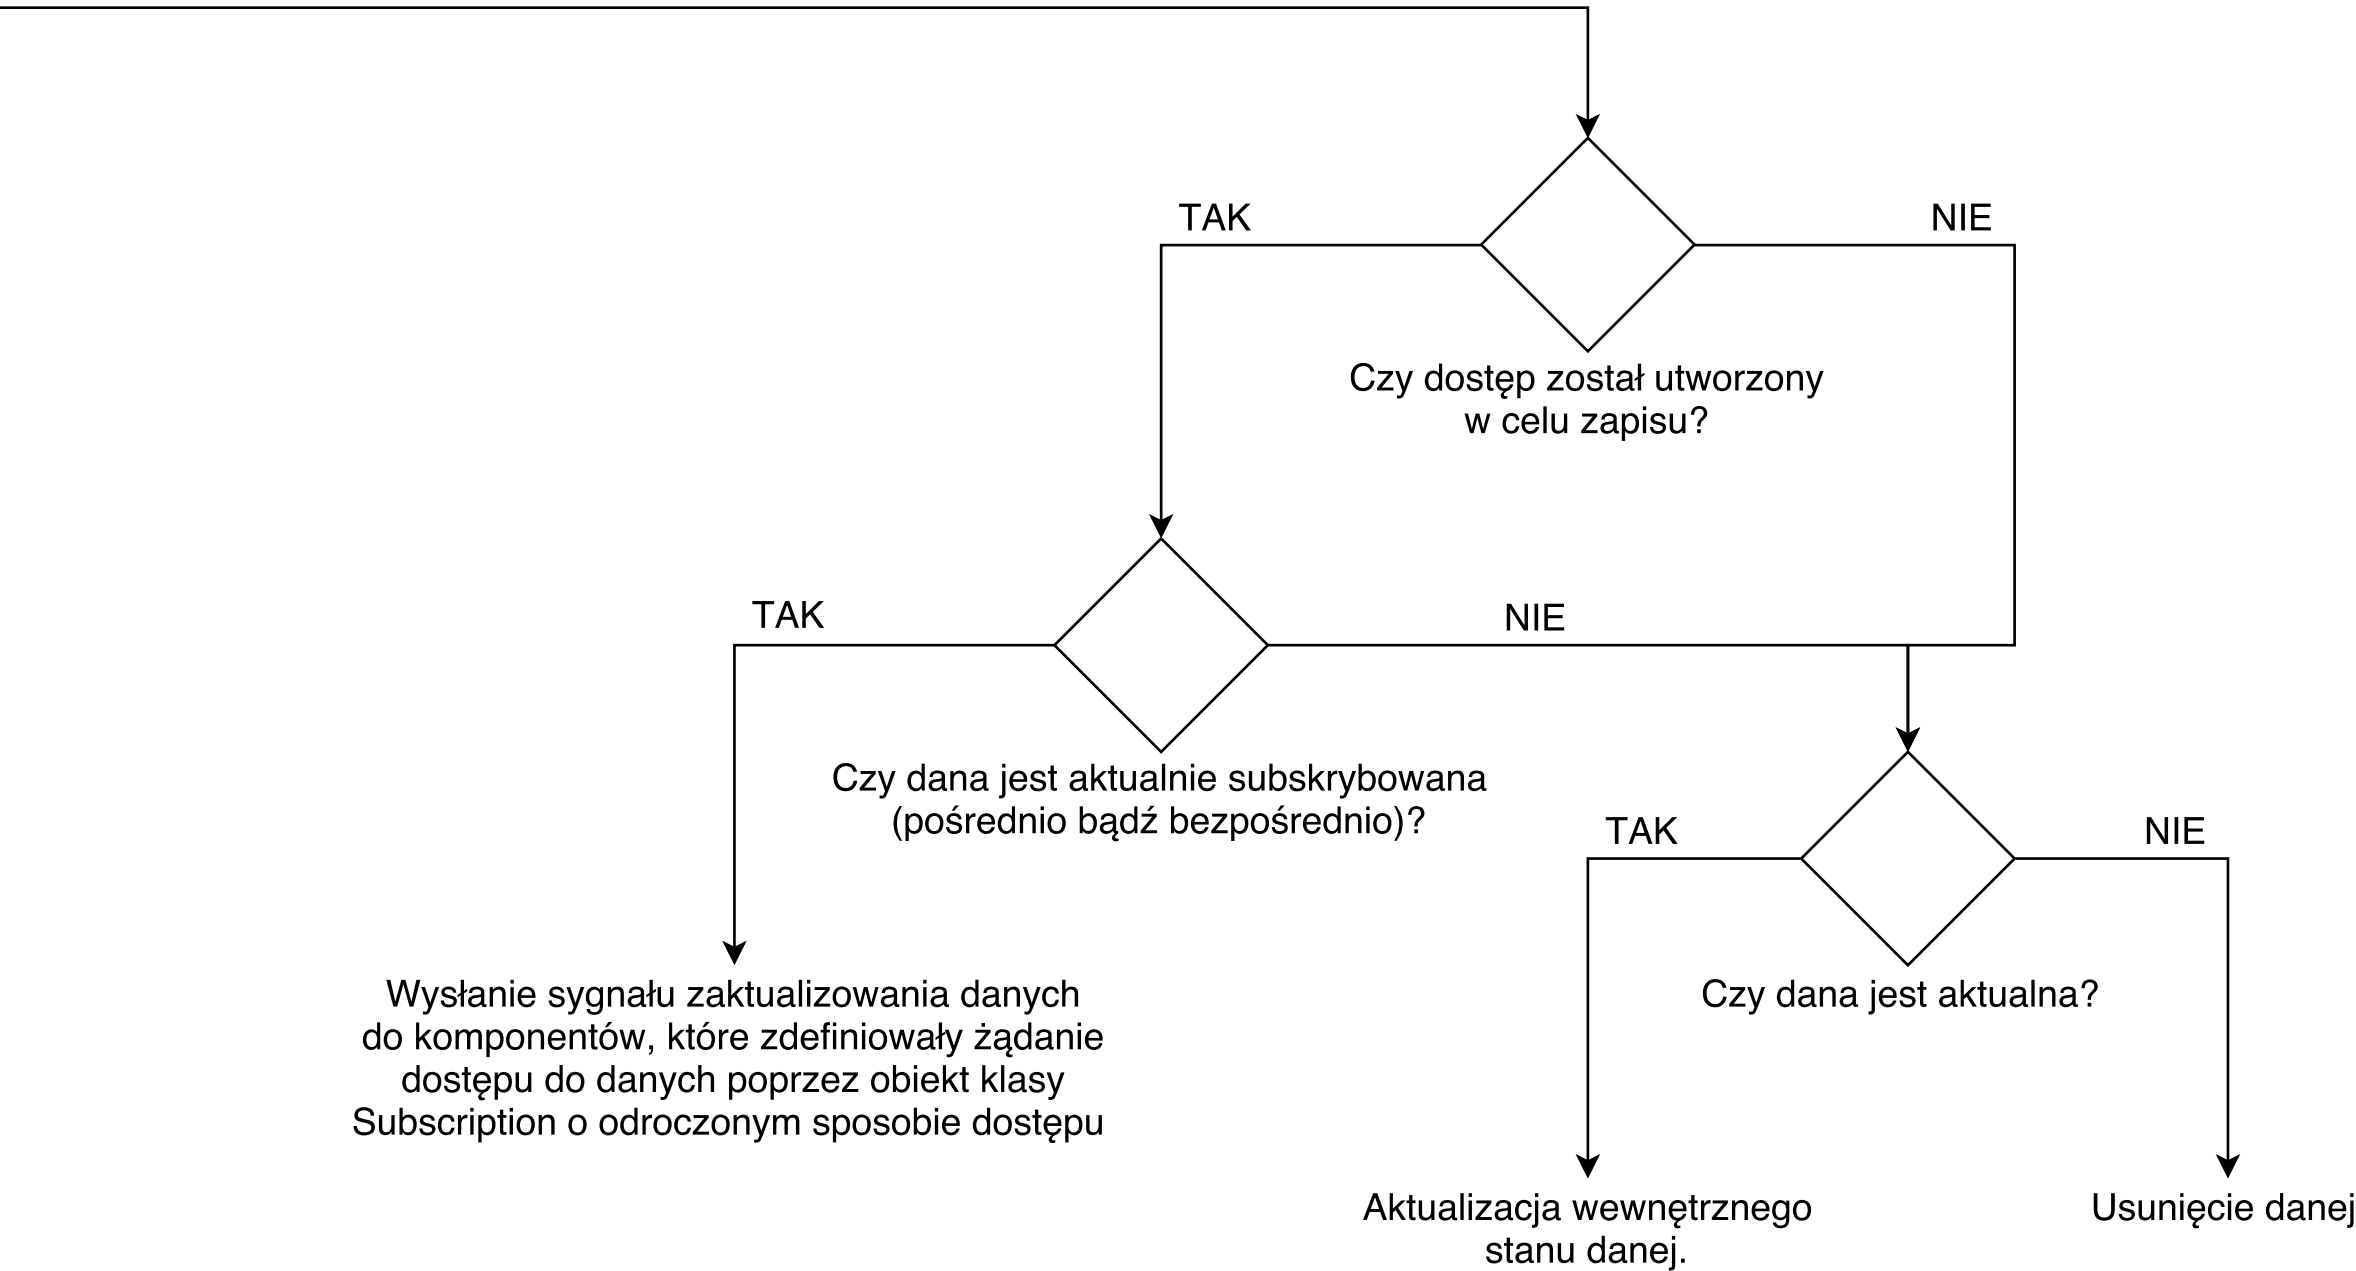 TAK
NIE
Czy dostęp został utworzony
w celu zapisu?
TAK
NIE
Czy dana jest aktualnie subskrybowana
(pośrednio bądź bezpośrednio)?
TAK
NIE
Wysłanie sygnału zaktualizowania danych
do komponentów, które zdefiniowały żądanie
dostępu do danych poprzez obiekt klasy
Subscription o odroczonym sposobie dostępu
Czy dana jest aktualna?
Aktualizacja wewnętrznego
stanu danej.
Usunięcie danej